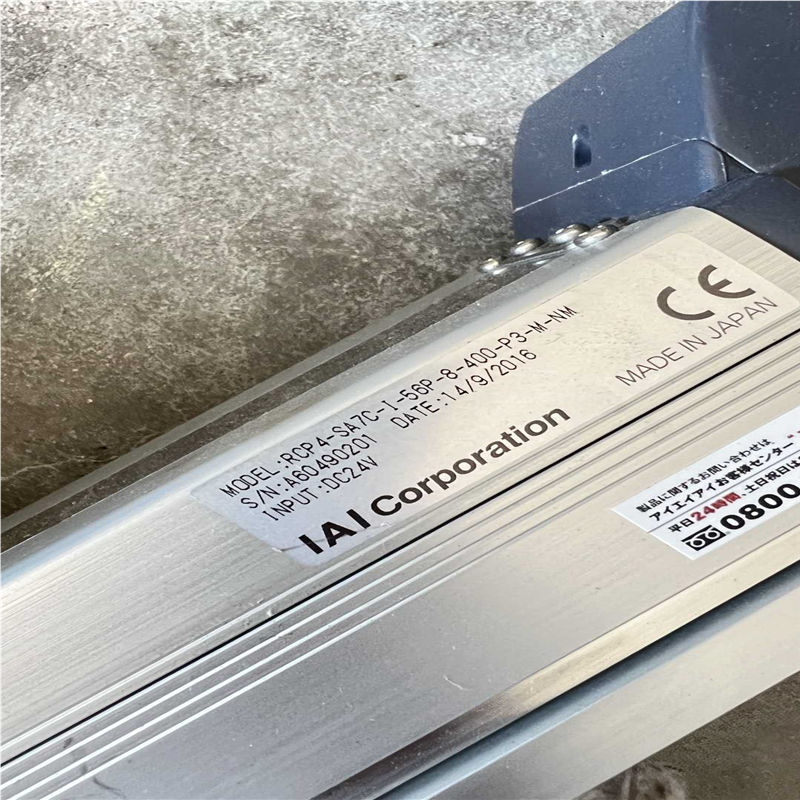 MODEL:RCP4-SA7C-I-56P-8-400-P3-M-NM
S/N:A60490201 DATE:14/9/2016
INPUT:DC24V
IAI Corporation
CE
MADE IN JAPAN
製品に関するお問い合わせは
アイエイアイお客様センター
平日24時間、土日祝日は
0800